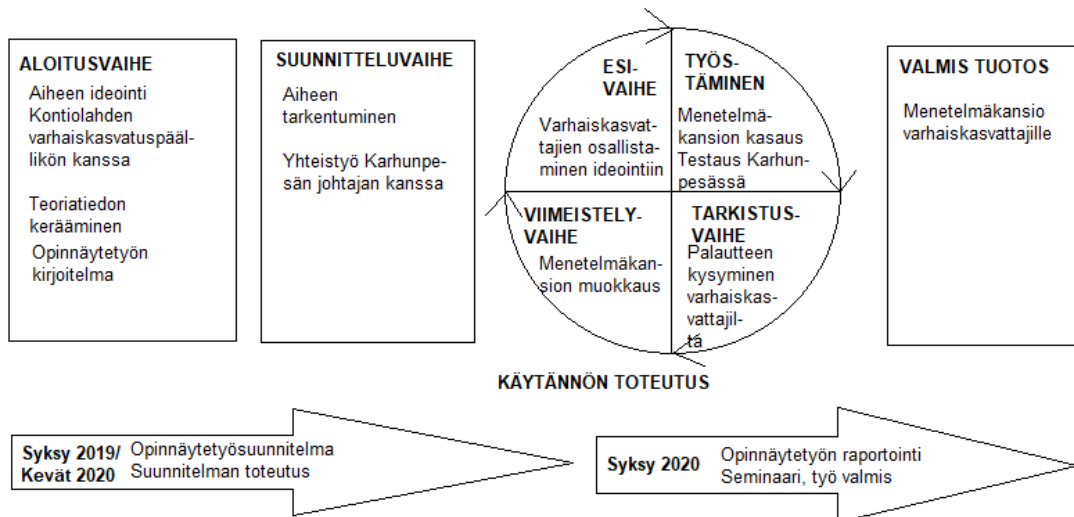 ALOITUSVAIHE
Aiheen ideointi
Kontiolahden
varhaiskasvatuspääl-
likön kanssa
Teoriatiedon
kerääminen
Opinnäytetyön
kirjoitelma
SUUNNITTELUVAIHE
Aiheen
tarkentuminen
Yhteistyö Karhunpe-
sän johtajan kanssa
ESI-
VAIHE
Varhaiskasvat-
tajien osallista-
minen ideointiin
TYÖS-
TÄMINEN
Menetelmä-
kansion kasaus
Testaus Karhun-
pesässä
VIIMEISTELY-
VAIHE
Menetelmäkan-
sion muokkaus
TARKISTUS-
VAIHE
Palautteen
kysyminen
varhaiskas-
vattajil-
tä
VALMIS TUOTOS
Menetelmäkansio
varhaiskasvattajille
KÄYTÄNNÖN TOTEUTUS
Syksy 2019/ Opinnäytetyösuunnitelma
Kevät 2020 Suunnitelman toteutus
Syksy 2020
Opinnäytetyön raportointi
Seminaari, työ valmis